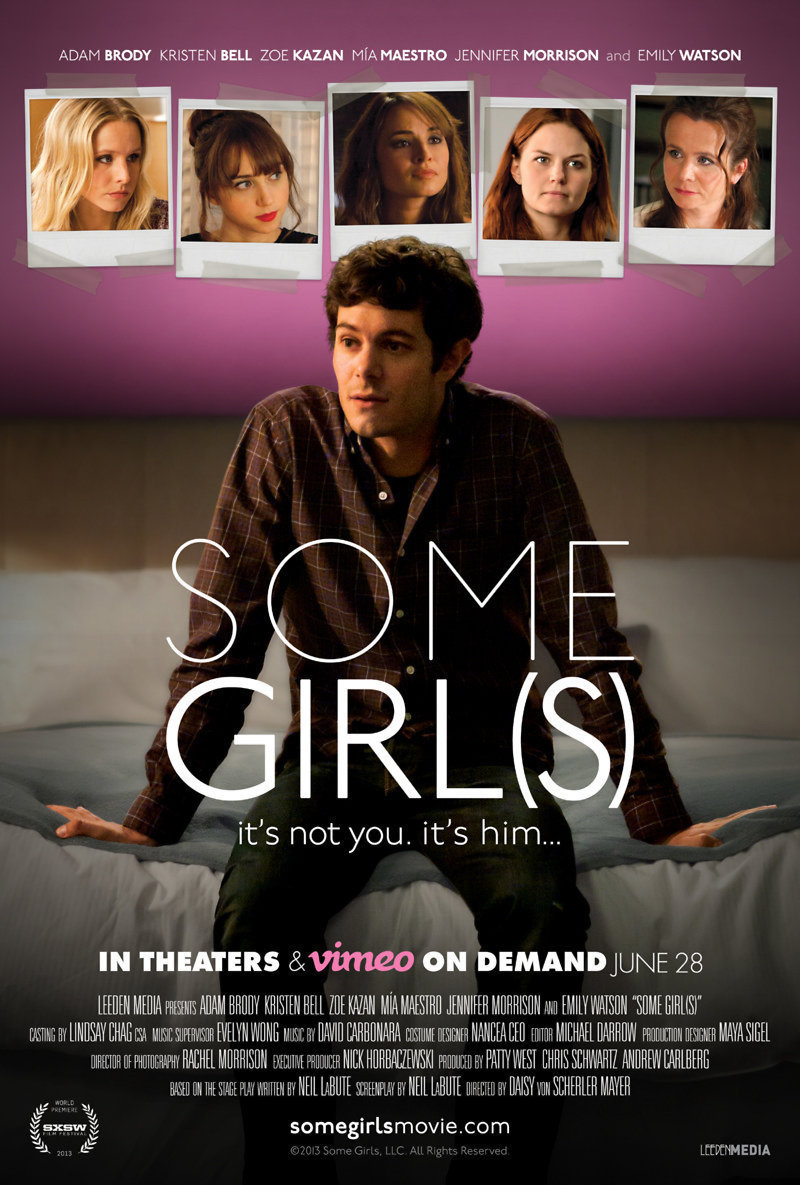 ADAM BRODY KRISTEN BELL ZOE KAZAN MÍA MAESTRO JENNIFER MORRISON and EMILY WATSON
SOME
GIRL(S)
it's not you. it's him...
IN THEATERS & vimeo ON DEMAND JUNE 28
LEEDEN MEDIA PRESENTS ADAM BRODY KRISTEN BELL ZOE KAZAN MÍA MAESTRO JENNIFER MORRISON AND EMILY WATSON "SOME GIRL(S)"
CASTING BY LINDSAY CHAG CSA MUSIC SUPERVISOR EVELYN WONG MUSIC BY DAVID CARBONARA COSTUME DESIGNER NANCEA CEO EDITOR MICHAEL DARROW PRODUCTION DESIGNER MAYA SIGEL
DIRECTOR OF PHOTOGRAPHY RACHEL MORRISON EXECUTIVE PRODUCER NICK HORBACZEWSKI PRODUCED BY PATTY WEST CHRIS SCHWARTZ ANDREW CARLBERG
BASED ON THE STAGE PLAY WRITTEN BY NEIL LaBUTE SCREENPLAY BY NEIL LaBUTE DIRECTED BY DAISY VON SCHERLER MAYER
WORLD
PREMIERE
SXSW
FILM FESTIVAL
2013
somegirlsmovie.com
©2013 Some Girls, LLC. All Rights Reserved.
LEEDENMEDIA